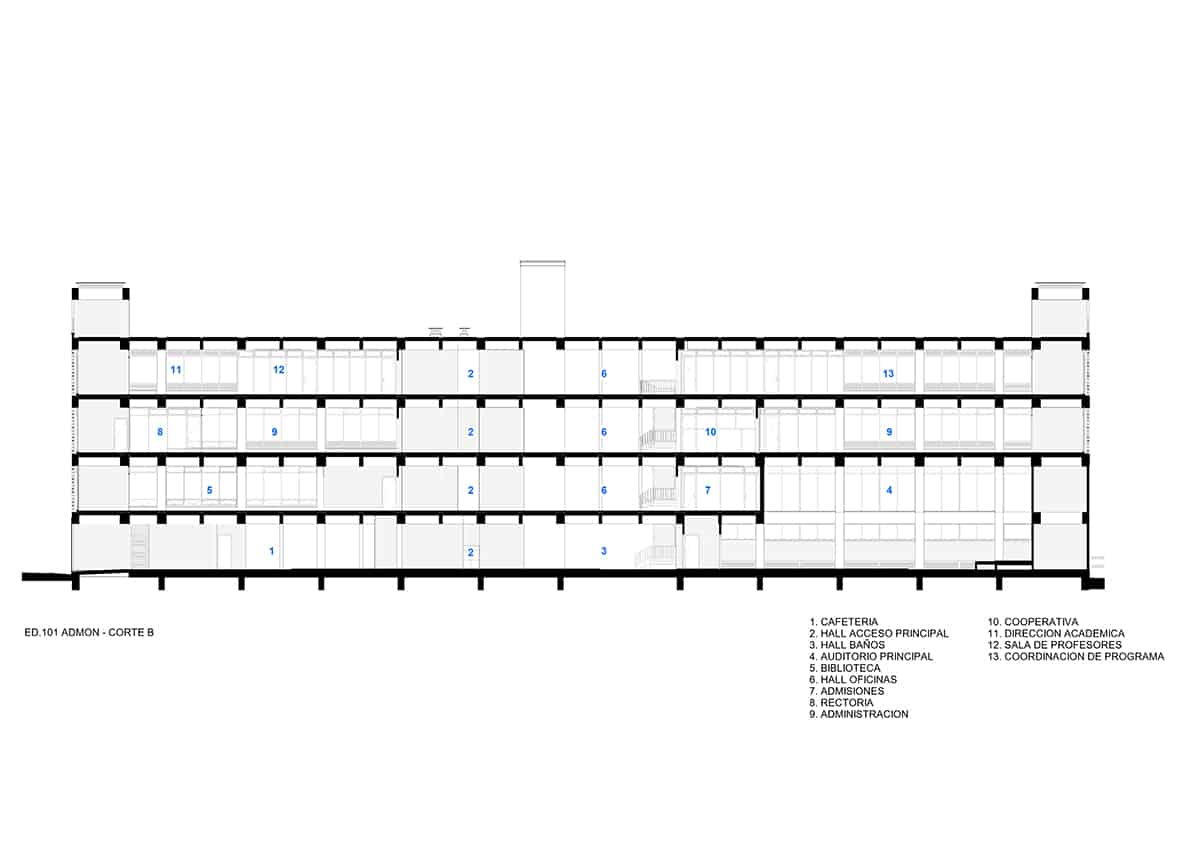 11
12
2
6
13
8
9
2
6
10
9
5
2
6
7
4
1
2
3
ED.101 ADMON - CORTE B
1. CAFETERIA
2. HALL ACCESO PRINCIPAL
3. HALL BAÑOS
4. AUDITORIO PRINCIPAL
5. BIBLIOTECA
6. HALL OFICINAS
7. ADMISIONES
8. RECTORIA
9. ADMINISTRACION
10. COOPERATIVA
11. DIRECCION ACADEMICA
12. SALA DE PROFESORES
13. COORDINACION DE PROGRAMA